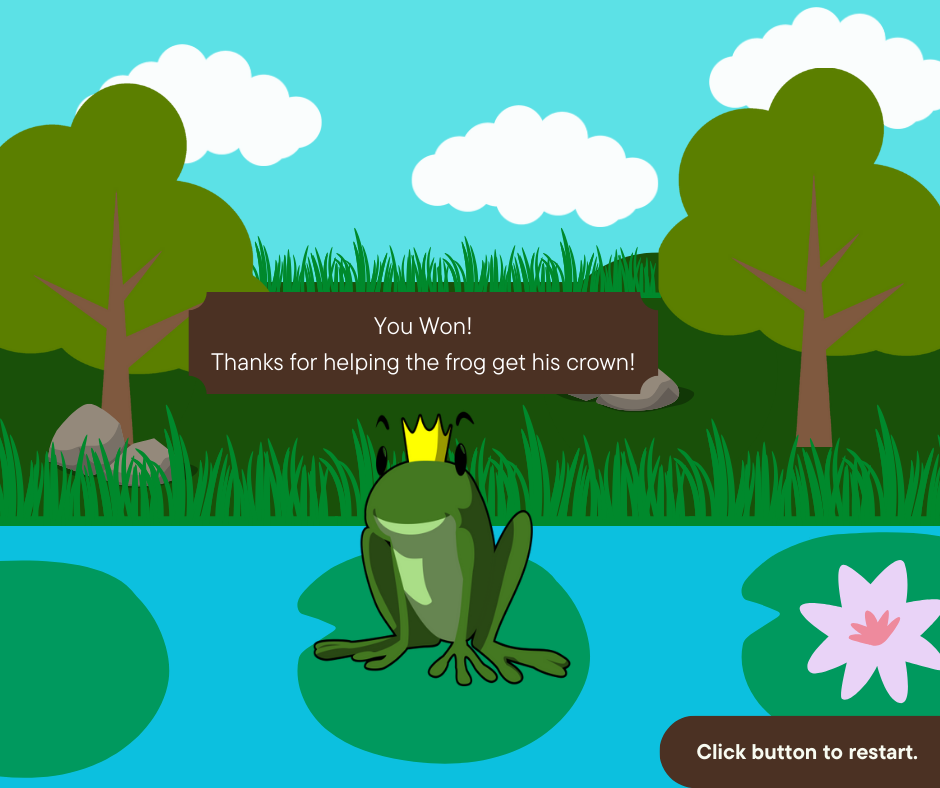 You Won!
Thanks for helping the frog get his crown!
Click button to restart.